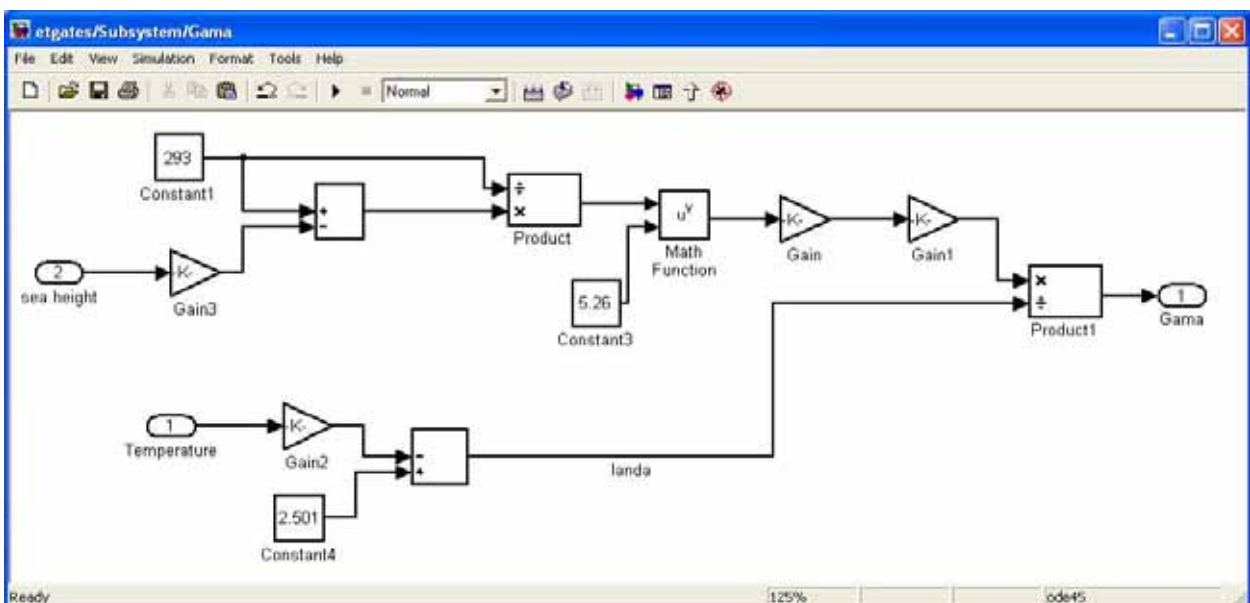 etgates/Subsystem/Gama
File Edit View Simulation Format Tools Help
Normal
293
Constant1
+
−
÷
×
Product
u^v
Math
Function
-K-
Gain
-K-
Gain1
2
sea height
-K-
Gain3
5.26
Constant3
×
÷
Product1
1
Gama
1
Temperature
-K-
Gain2
−
+
landa
2.501
Constant4
Ready 125% ode45